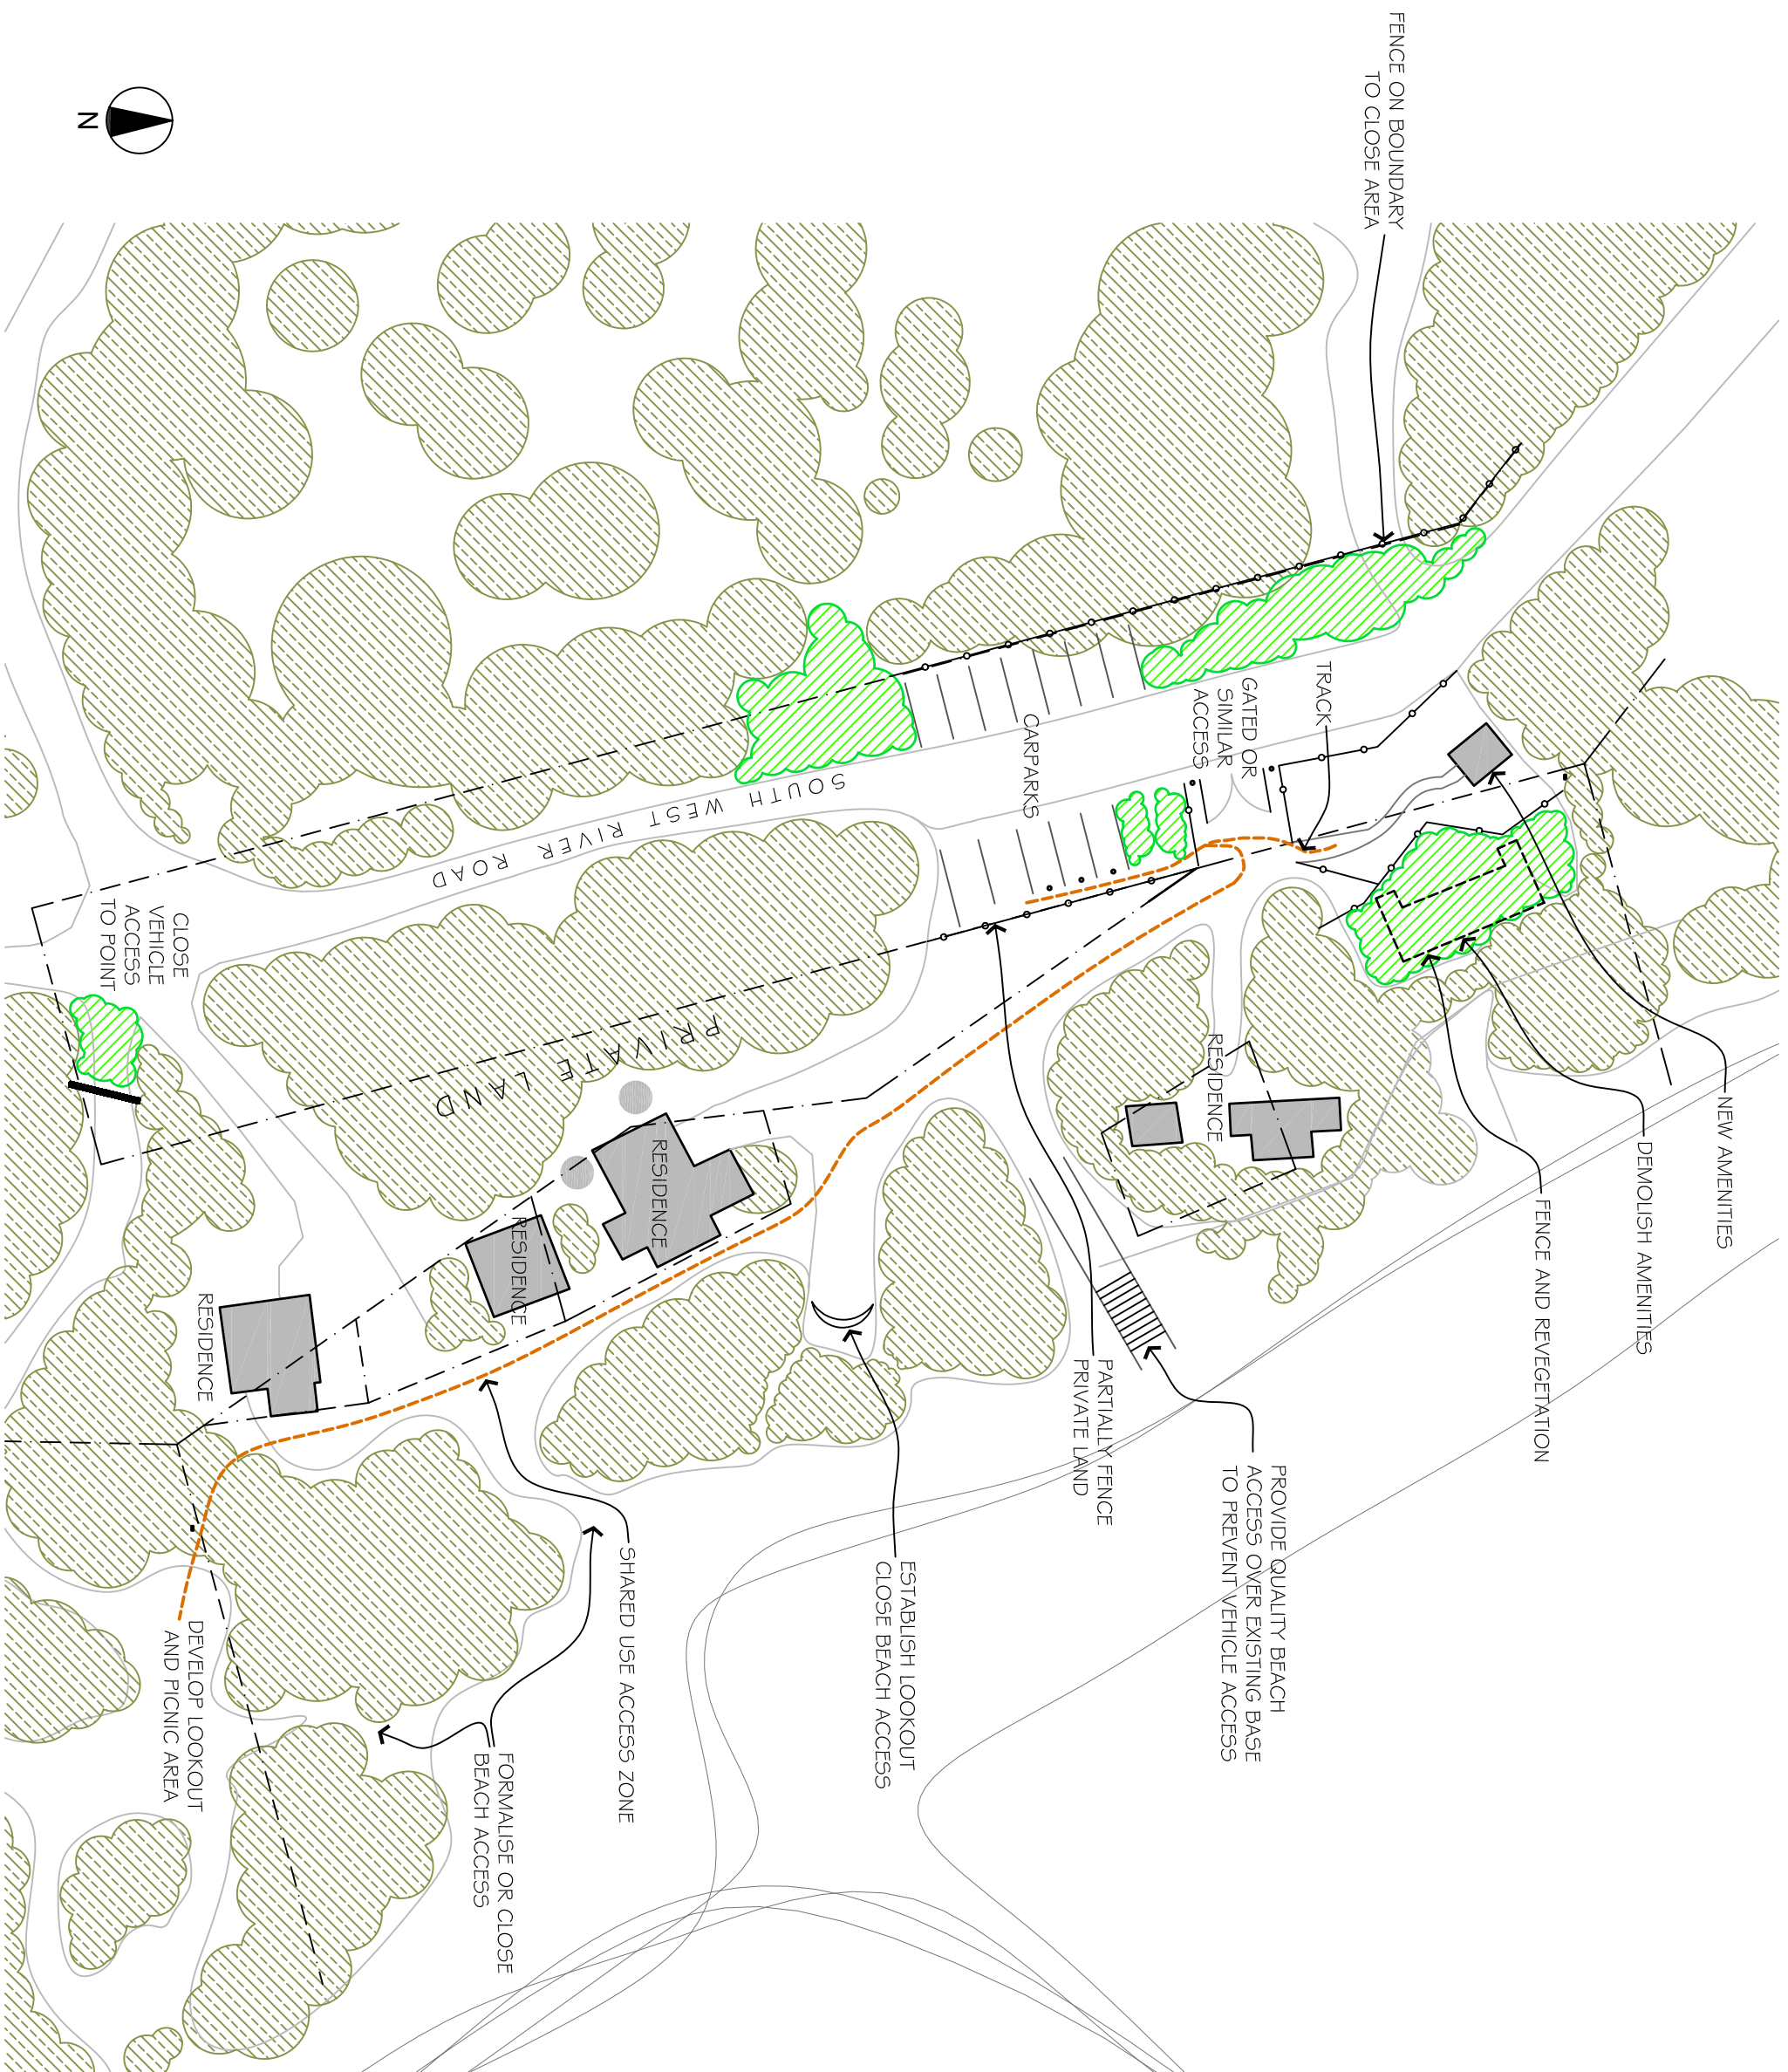 FENCE ON BOUNDARY
TO CLOSE AREA
N
TRACK
GATED OR
SIMILAR
ACCESS
CARPARKS
SOUTH WEST RIVER ROAD
CLOSE
VEHICLE
ACCESS
TO POINT
PRIVATE LAND
RESIDENCE
RESIDENCE
RESIDENCE
RESIDENCE
NEW AMENITIES
DEMOLISH AMENITIES
FENCE AND REVEGETATION
PROVIDE QUALITY BEACH
ACCESS OVER EXISTING BASE
TO PREVENT VEHICLE ACCESS
PARTIALLY FENCE
PRIVATE LAND
ESTABLISH LOOKOUT
CLOSE BEACH ACCESS
SHARED USE ACCESS ZONE
FORMALISE OR CLOSE
BEACH ACCESS
DEVELOP LOOKOUT
AND PICNIC AREA